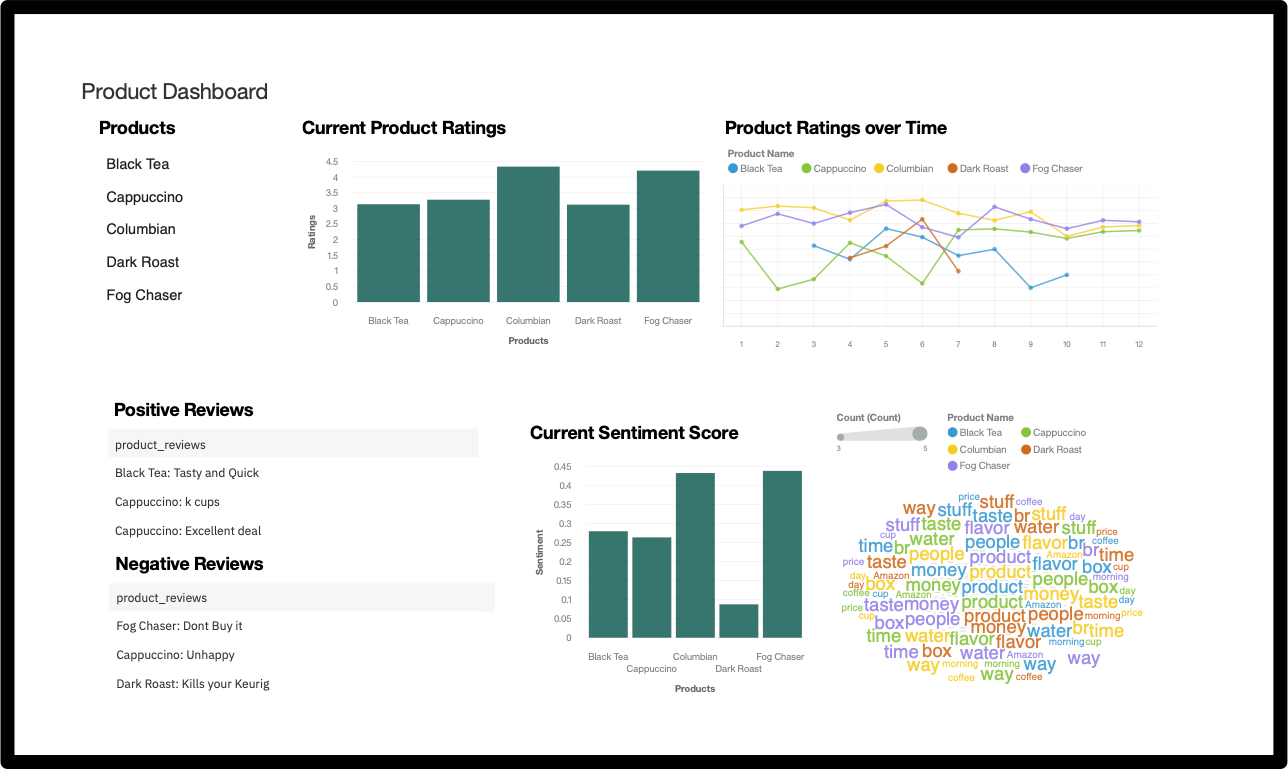 Product Dashboard
Products
Black Tea
Cappuccino
Columbian
Dark Roast
Fog Chaser
Current Product Ratings
4.5
4
3.5
3
2.5
2
1.5
1
0.5
0
Ratings
Black Tea Cappuccino Columbian Dark Roast Fog Chaser
Products
Product Ratings over Time
Product Name
Black Tea Cappuccino Columbian Dark Roast Fog Chaser
1 2 3 4 5 6 7 8 9 10 11 12
Positive Reviews
product_reviews
Black Tea: Tasty and Quick
Cappuccino: k cups
Cappuccino: Excellent deal
Negative Reviews
product_reviews
Fog Chaser: Dont Buy it
Cappuccino: Unhappy
Dark Roast: Kills your Keurig
Current Sentiment Score
0.45
0.4
0.35
0.3
0.25
0.2
0.15
0.1
0.05
0
Sentiment
Black Tea Columbian Fog Chaser
Cappuccino Dark Roast
Products
Count (Count)
3 5
Product Name
Black Tea Cappuccino
Columbian Dark Roast
Fog Chaser
price stuff coffee
way stuff taste br stuff day
stuff taste flavor water stuff price
cup water people flavor br coffee
time br people product Amazon br time
price taste money product flavor box cup
day Amazon people morning
day box money product box day
coffee cup Amazon money taste day
price taste money product Amazon morning price
cup box people product people
time water flavor money water br time
flavor morning cup
time box water Amazon way
way morning morning way
coffee way coffee